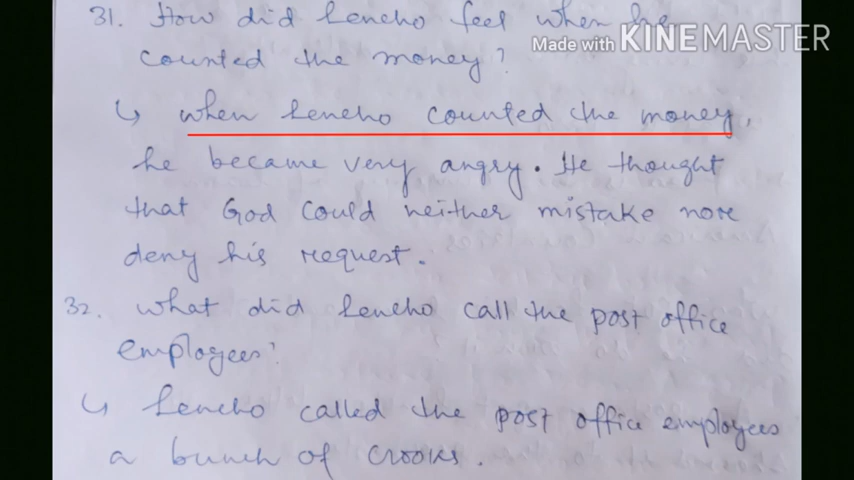 31. How did Lencho feel when he
Made with KINEMASTER
counted the money?
↳ when Lencho counted the money,
he became very angry. He thought
that God could neither mistake nore
deny his request.
32. What did Lencho call the post office
employees?
↳ Lencho called the post office employees
a bunch of crooks.